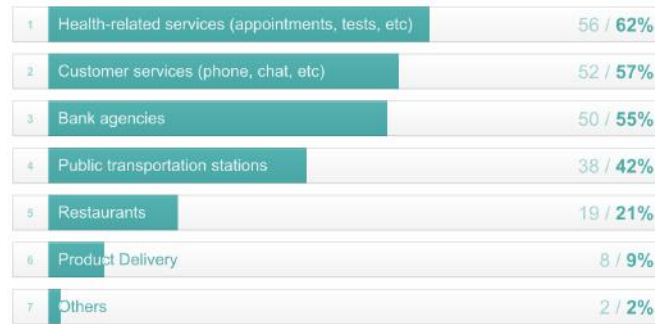 1 Health-related services (appointments, tests, etc) 56 / 62%
2 Customer services (phone, chat, etc) 52 / 57%
3 Bank agencies 50 / 55%
4 Public transportation stations 38 / 42%
5 Restaurants 19 / 21%
6 Product Delivery 8 / 9%
7 Others 2 / 2%